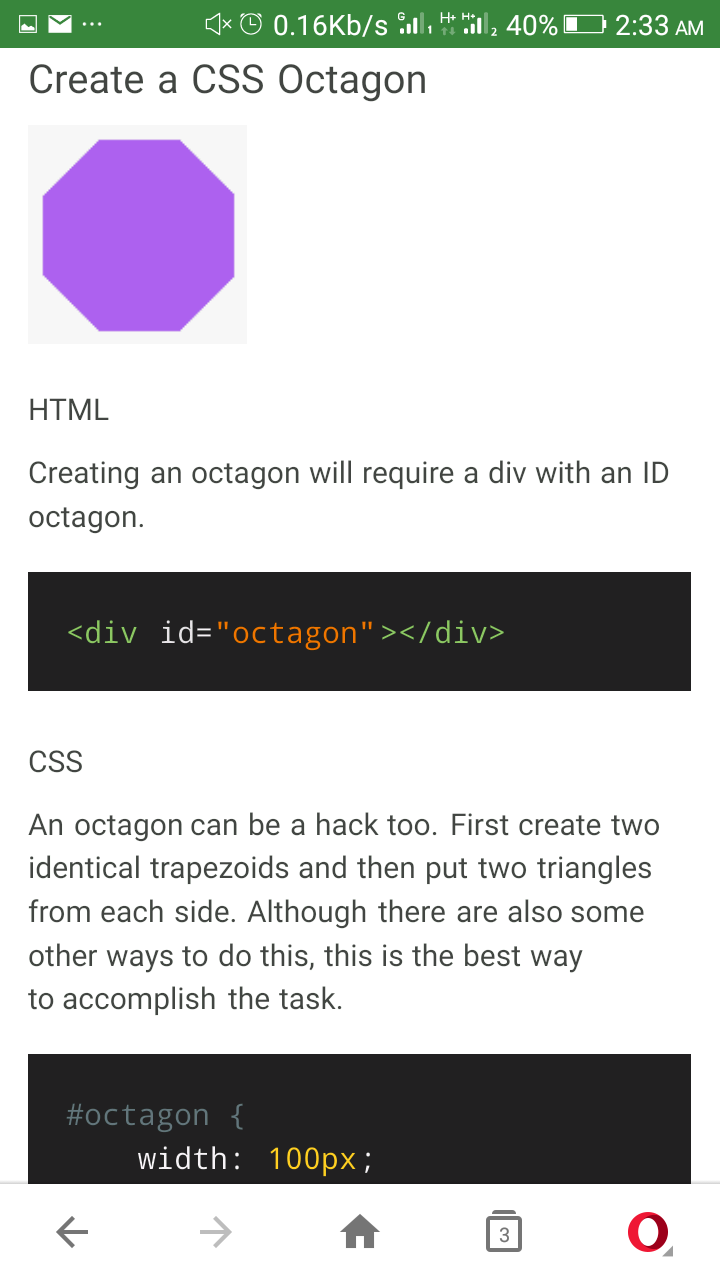 0.16Kb/s G 1 H+ H+ 2 40% 2:33 AM
Create a CSS Octagon
HTML
Creating an octagon will require a div with an ID
octagon.
<div id="octagon"></div>
CSS
An octagon can be a hack too. First create two
identical trapezoids and then put two triangles
from each side. Although there are also some
other ways to do this, this is the best way
to accomplish the task.
#octagon {
width: 100px;
3